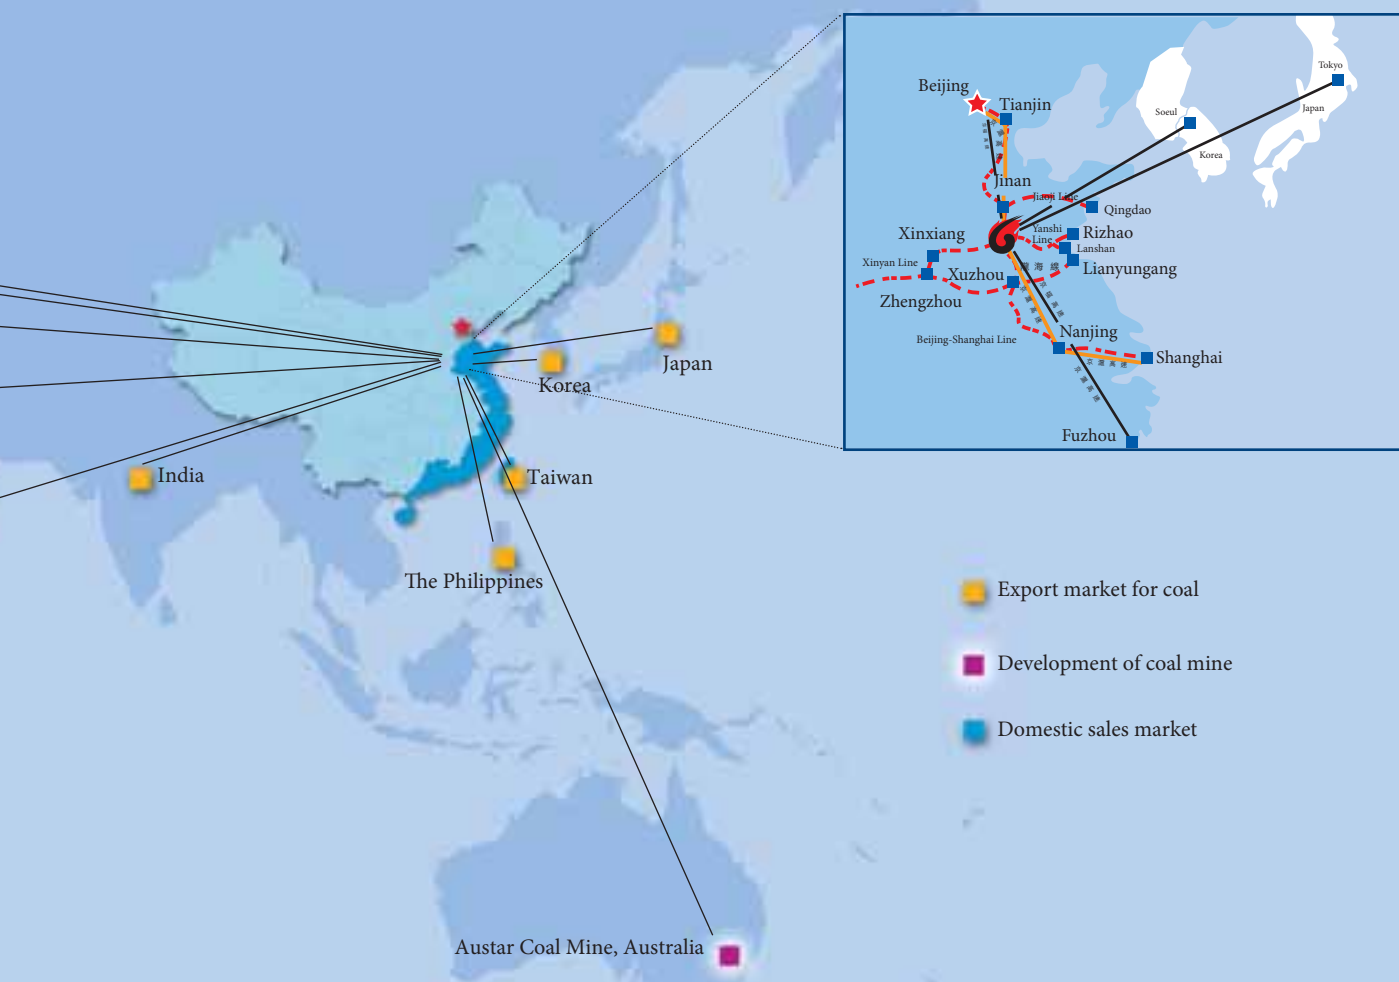 Tokyo
Beijing
Tianjin
Soeul
Japan
Korea
Jinan
Jiaoji Line
Qingdao
Xinxiang
Yanshi
Line
Rizhao
Lanshan
Xinyan Line
Xuzhou
海 線
Lianyungang
Zhengzhou
Nanjing
Beijing-Shanghai Line
Shanghai
Fuzhou
Japan
Korea
India
Taiwan
The Philippines
Export market for coal
Development of coal mine
Domestic sales market
Austar Coal Mine, Australia